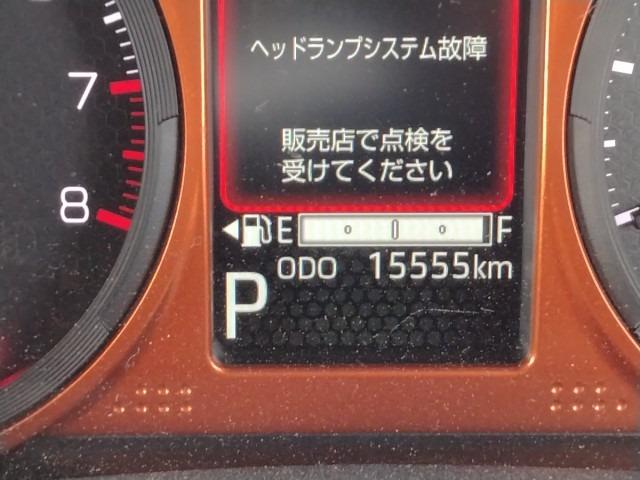 ヘッドランプシステム故障
7
販売店で点検を
受けてください
8
E F
ODO 15555km
P